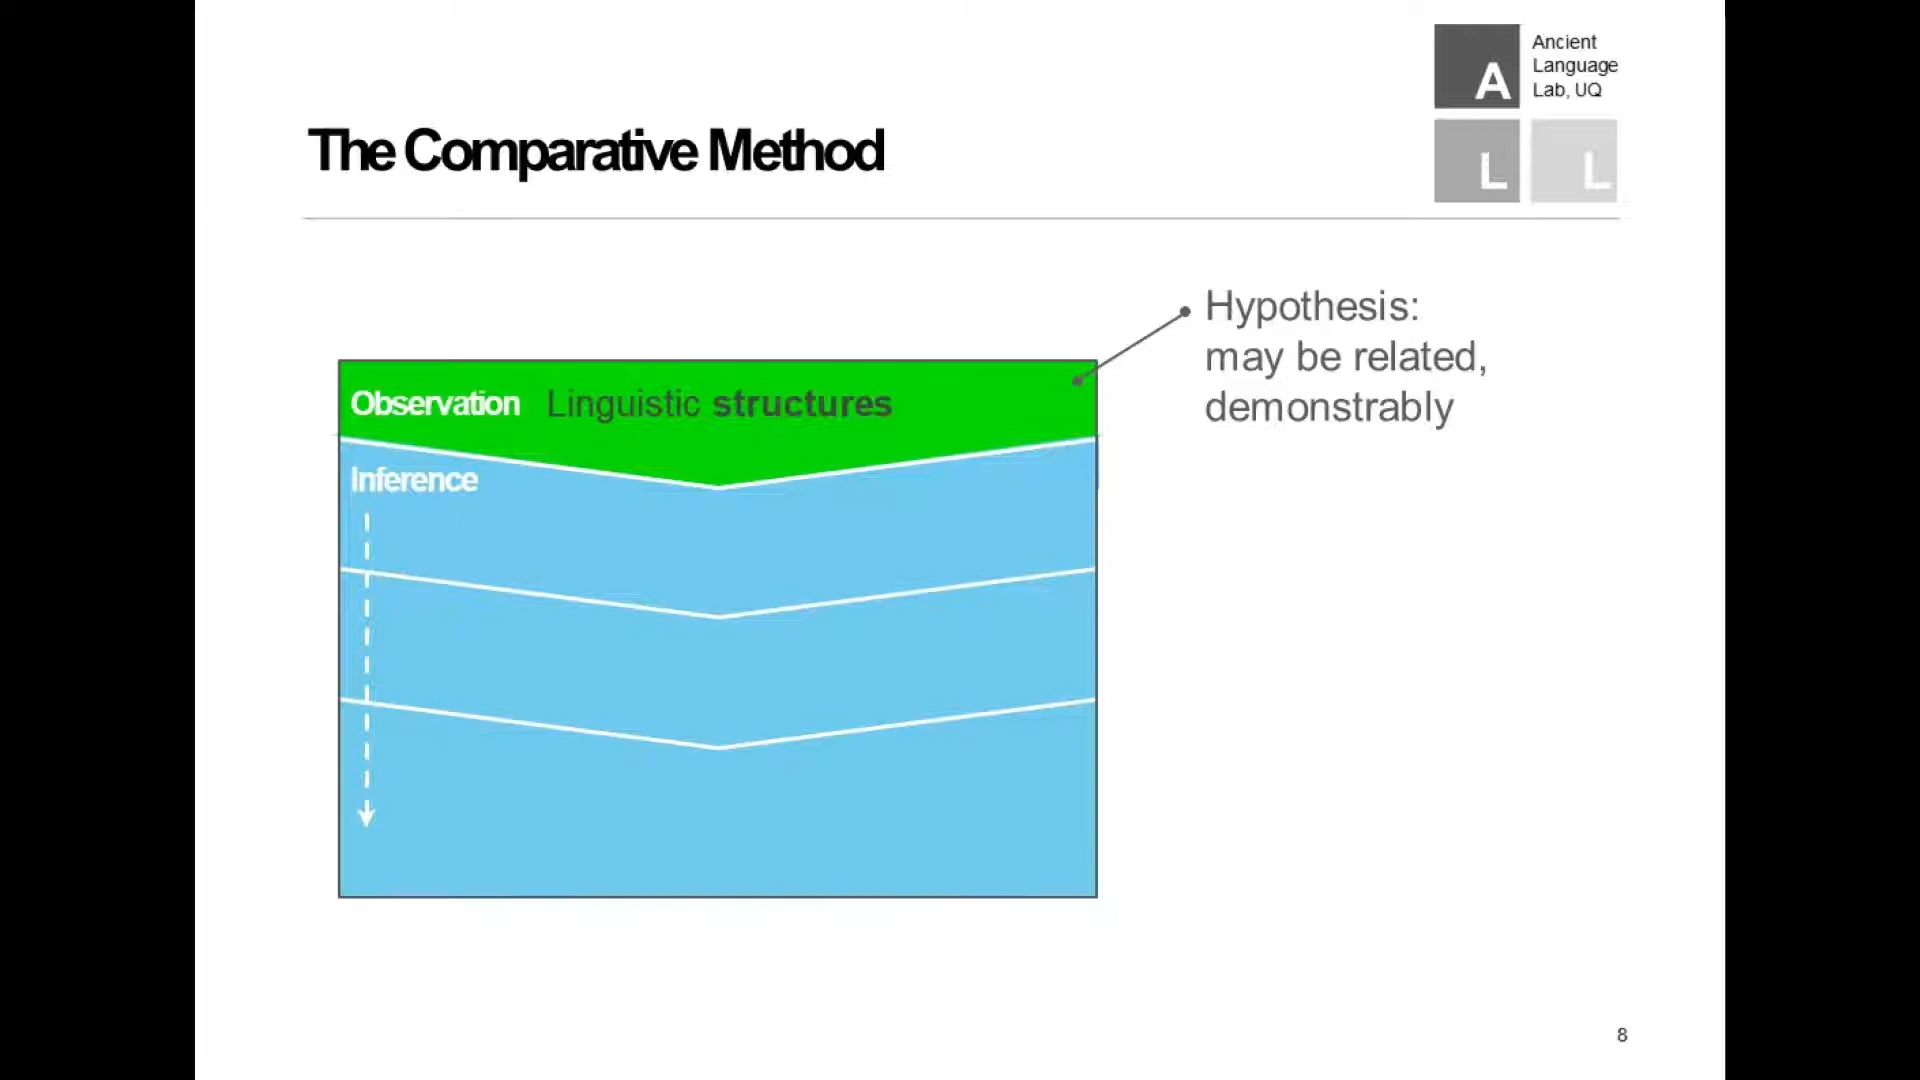 Ancient
Language
Lab, UQ
A
L L
The Comparative Method
Hypothesis:
may be related,
demonstrably
Observation Linguistic structures
Inference
8